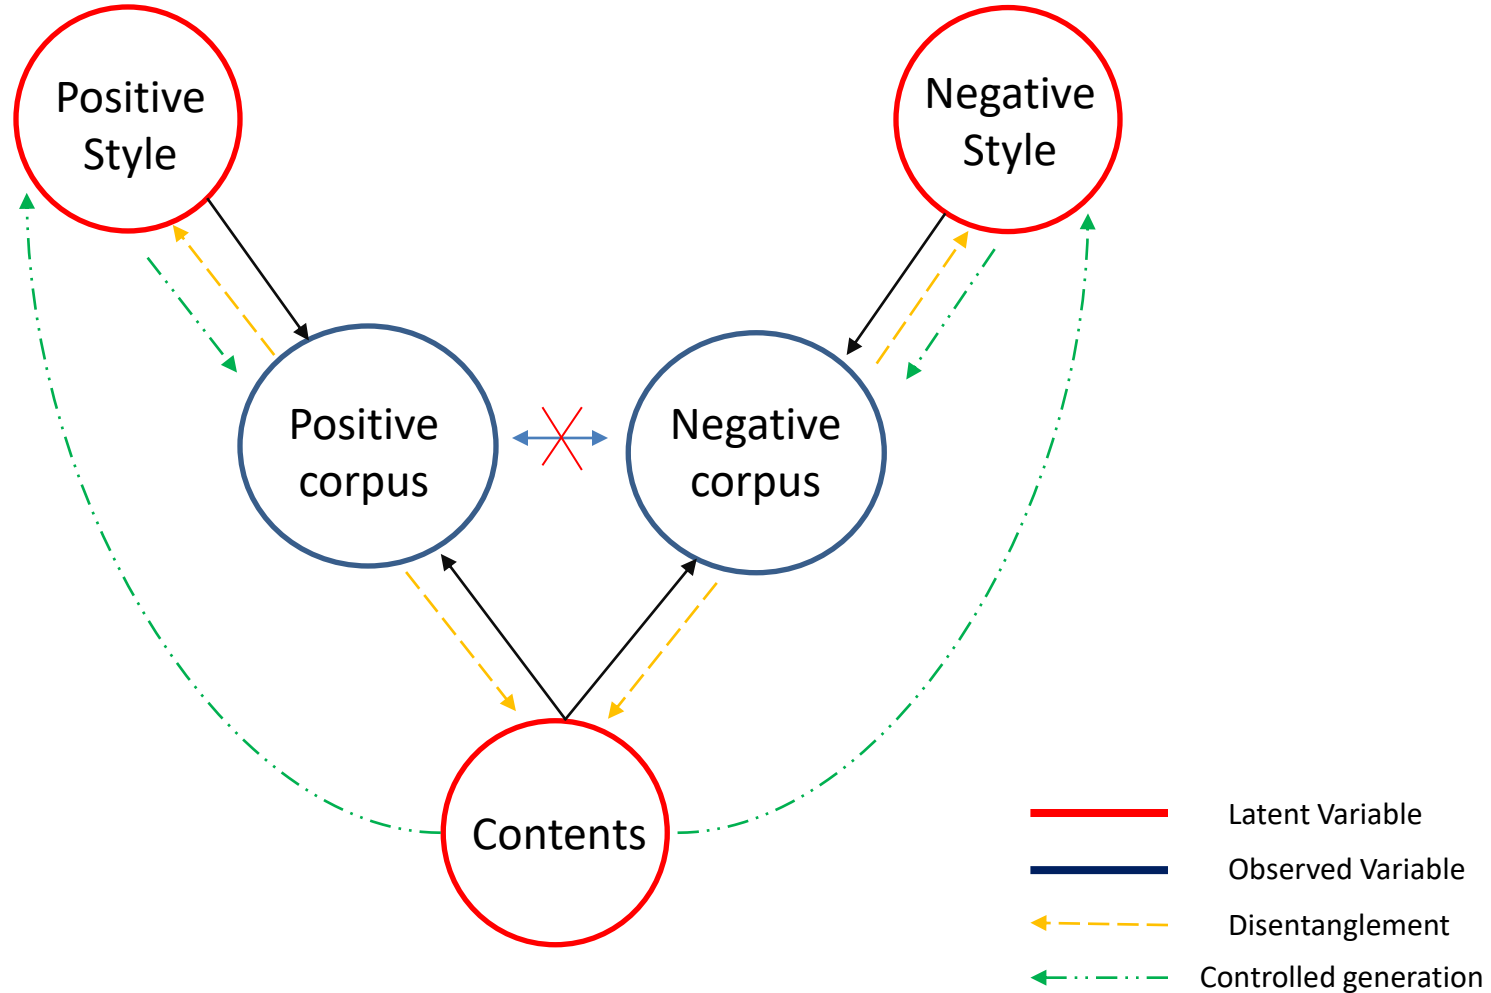 Positive
Style
Negative
Style
Positive
corpus
Negative
corpus
Contents
Latent Variable
Observed Variable
Disentanglement
Controlled generation